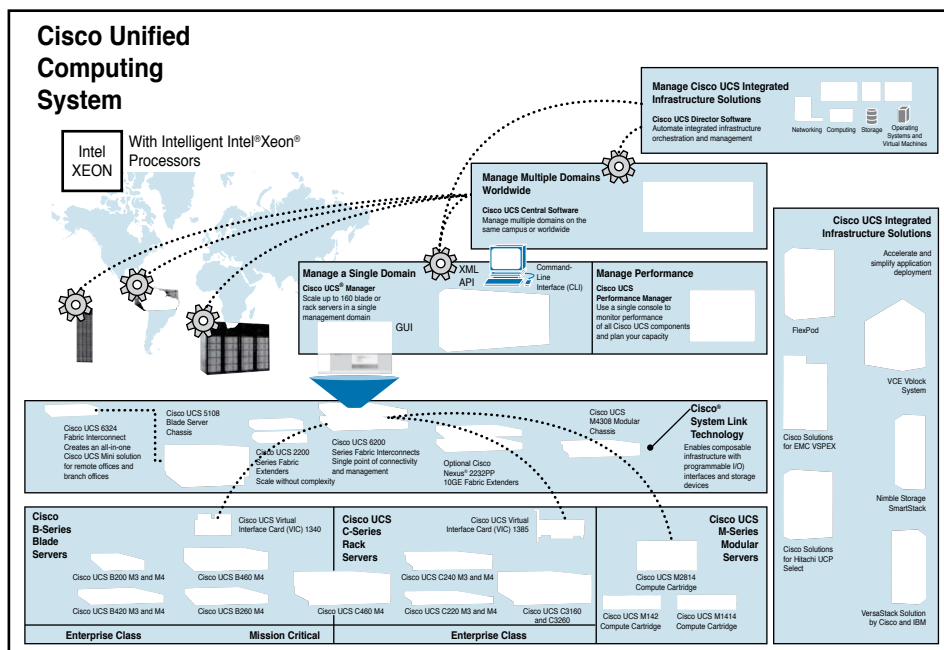 Cisco Unified
Computing
System
Intel
XEON
With Intelligent Intel®Xeon®
Processors
Manage Cisco UCS Integrated
Infrastructure Solutions
Cisco UCS Director Software
Automate integrated infrastructure
orchestration and management
Networking
Computing
Storage
Operating
Systems and
Virtual Machines
Manage Multiple Domains
Worldwide
Cisco UCS Central Software
Manage multiple domains on the
same campus or worldwide
Manage a Single Domain
Cisco UCS® Manager
Scale up to 160 blade or
rack servers in a single
management domain
GUI
XML
API
Command-
Line
Interface (CLI)
Manage Performance
Cisco UCS
Performance Manager
Use a single console to
monitor performance
of all Cisco UCS components
and plan your capacity
Cisco UCS Integrated
Infrastructure Solutions
Accelerate and
simplify application
deployment
FlexPod
VCE Vblock
System
Cisco Solutions
for EMC VSPEX
Nimble Storage
SmartStack
Cisco Solutions
for Hitachi UCP
Select
VersaStack Solution
by Cisco and IBM
Cisco UCS 6324
Fabric Interconnect
Creates an all-in-one
Cisco UCS Mini solution
for remote offices and
branch offices
Cisco UCS 5108
Blade Server
Chassis
Cisco UCS 2200
Series Fabric
Extenders
Scale without complexity
Cisco UCS 6200
Series Fabric Interconnects
Single point of connectivity
and management
Optional Cisco
Nexus® 2232PP
10GE Fabric Extenders
Cisco UCS
M4308 Modular
Chassis
Cisco®
System Link
Technology
Enables composable
infrastructure with
programmable I/O)
interfaces and storage
devices
Cisco
B-Series
Blade
Servers
Cisco UCS Virtual
Interface Card (VIC) 1340
Cisco UCS B200 M3 and M4
Cisco UCS B460 M4
Cisco UCS B420 M3 and M4
Cisco UCS B260 M4
Cisco UCS
C-Series
Rack
Servers
Cisco UCS Virtual
Interface Card (VIC) 1385
Cisco UCS C240 M3 and M4
Cisco UCS C460 M4
Cisco UCS C220 M3 and M4
Cisco UCS C3160
and C3260
Cisco UCS
M-Series
Modular
Servers
Cisco UCS M2814
Compute Cartridge
Cisco UCS M142
Compute Cartridge
Cisco UCS M1414
Compute Cartridge
Enterprise Class
Mission Critical
Enterprise Class